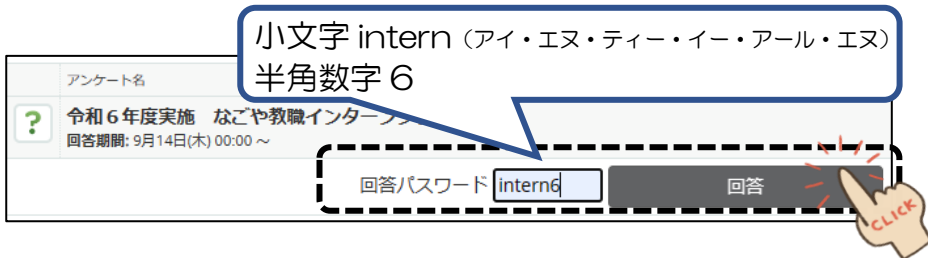 小文字 intern（アイ・エヌ・ティー・イー・アール・エヌ）
半角数字６
アンケート名
?
令和６年度実施　なごや教職インターン
回答期間: 9月14日(木) 00:00 ～
回答パスワード intern6 回答
CLICK